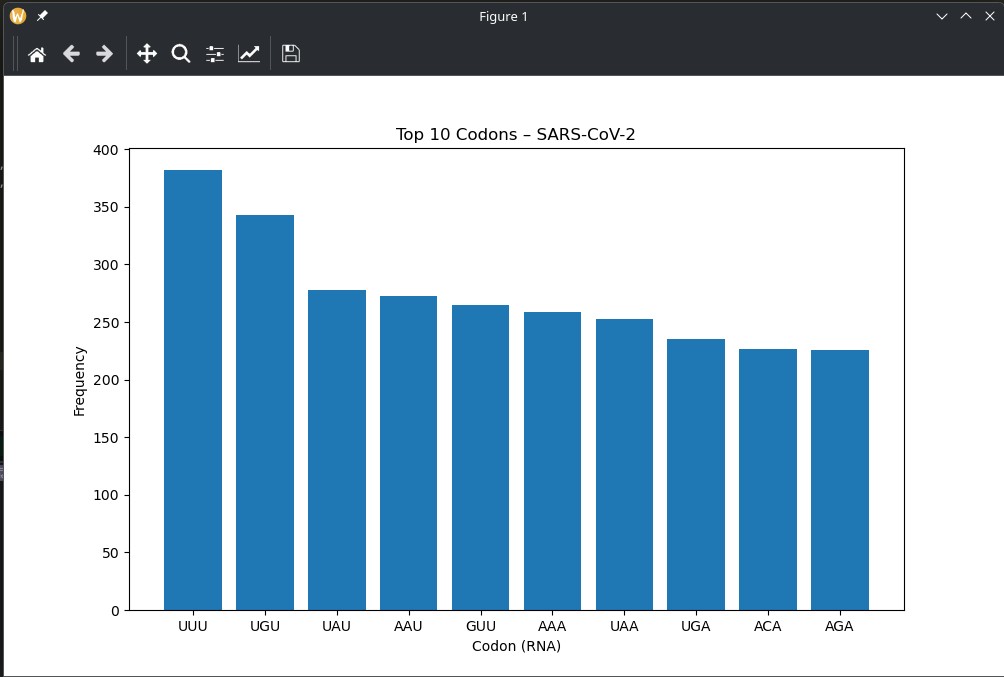 Figure 1
Top 10 Codons – SARS-CoV-2
400
350
300
250
200
150
100
50
0
Frequency
UUU UGU UAU AAU GUU AAA UAA UGA ACA AGA
Codon (RNA)